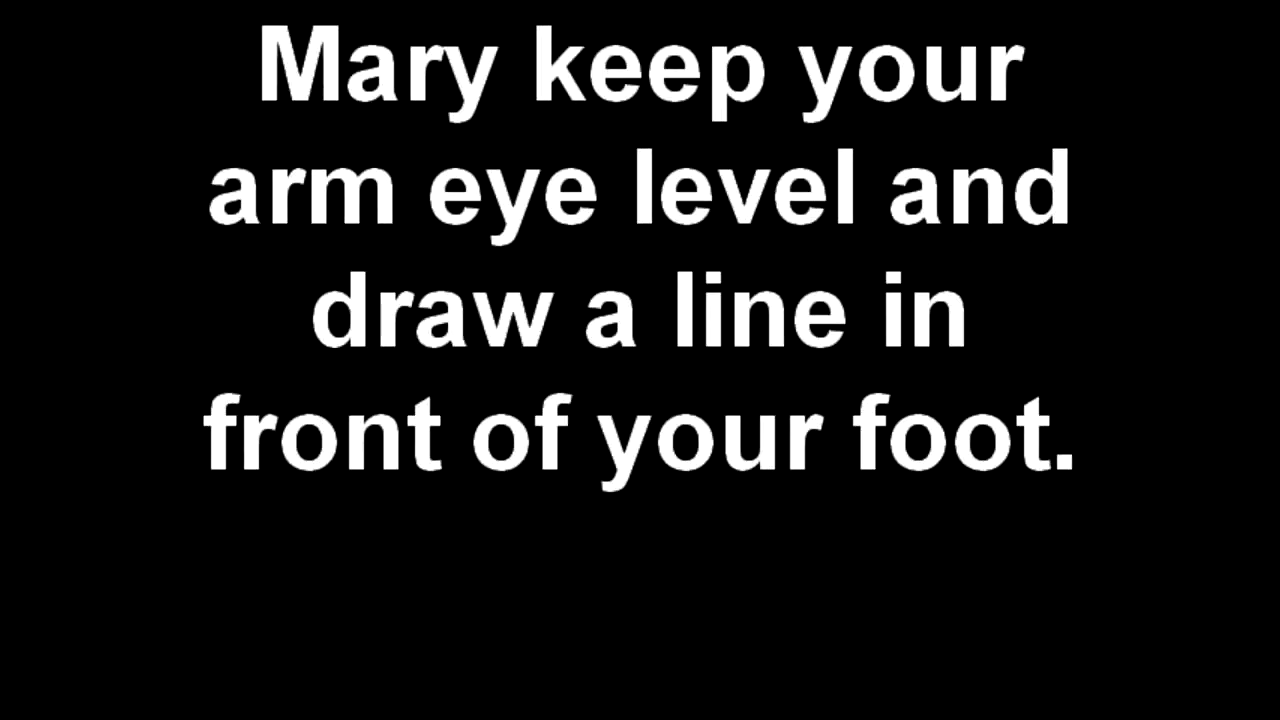 Mary keep your
arm eye level and
draw a line in
front of your foot.